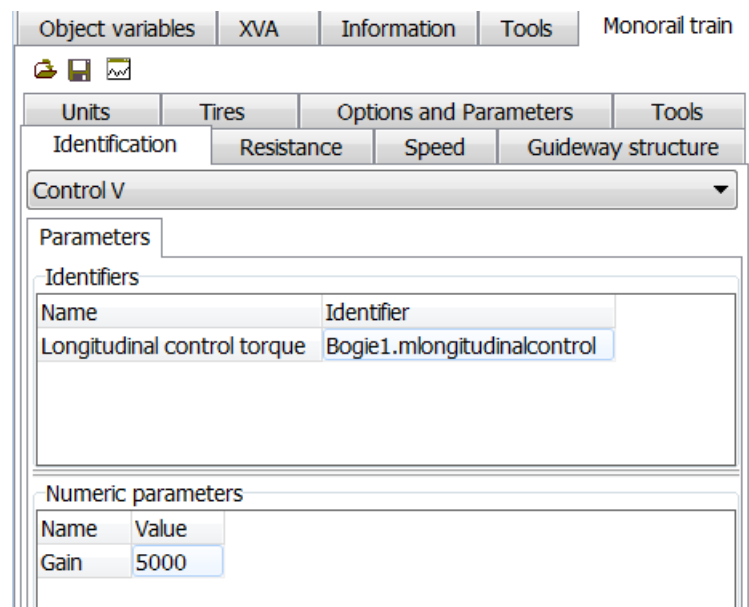 Object variables XVA Information Tools Monorail train
Units Tires Options and Parameters Tools
Identification Resistance Speed Guideway structure
Control V
Parameters
Identifiers
Name Identifier
Longitudinal control torque Bogie1.mlongitudinalcontrol
Numeric parameters
Name Value
Gain 5000